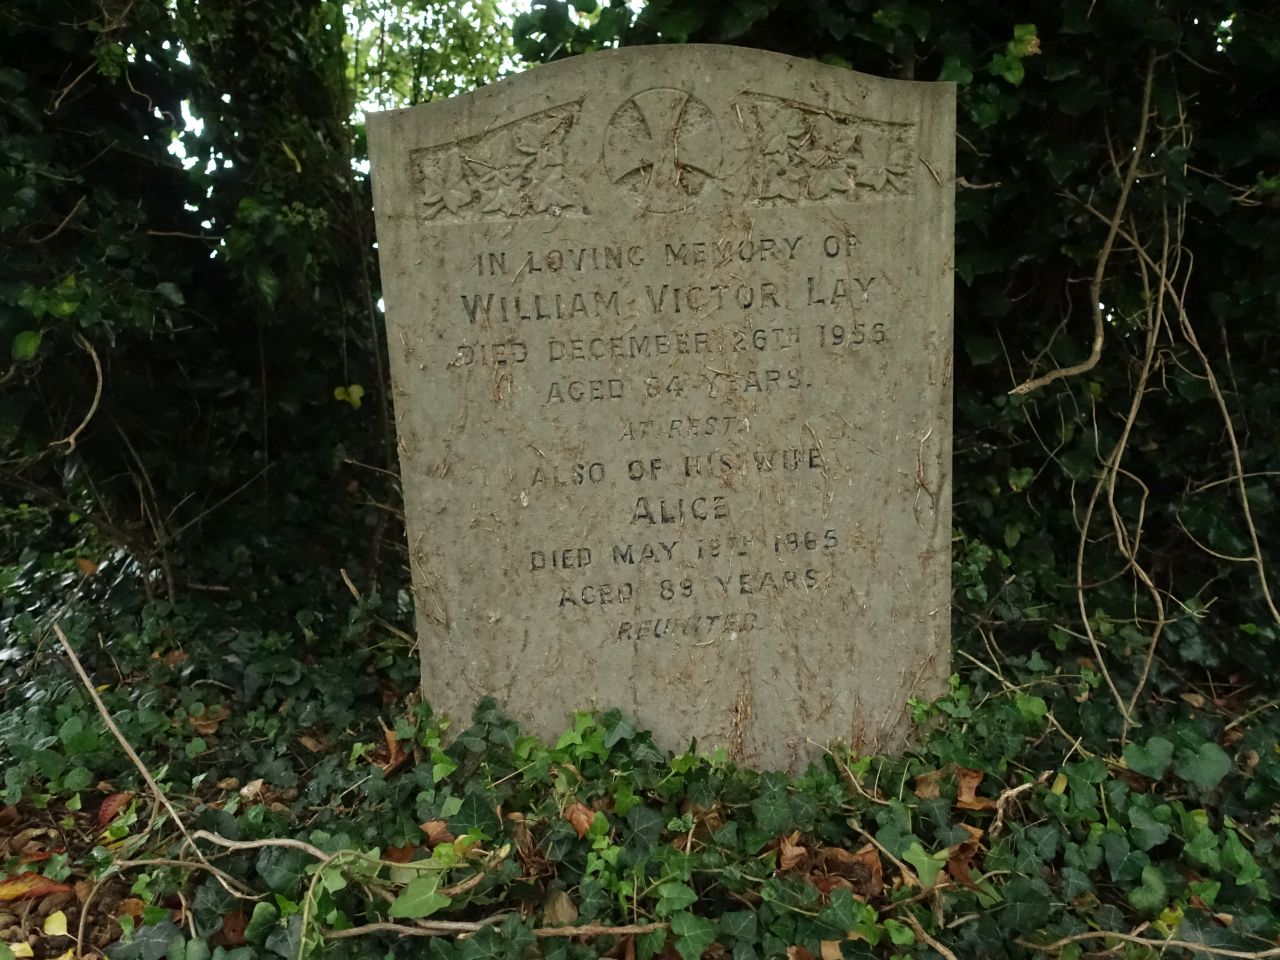 IN LOVING MEMORY OF
WILLIAM VICTOR LAY
DIED DECEMBER 26TH 1956
AGED 84 YEARS.
AT REST.
ALSO OF HIS WIFE
ALICE
DIED MAY 19TH 1965
AGED 89 YEARS
REUNITED.